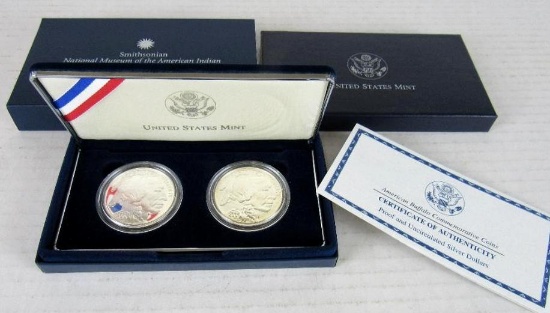 Smithsonian
National Museum of the American Indian
UNITED STATES MINT
UNITED STATES MINT
American Buffalo Commemorative Coins
CERTIFICATE OF AUTHENTICITY
Proof and Uncirculated Silver Dollars